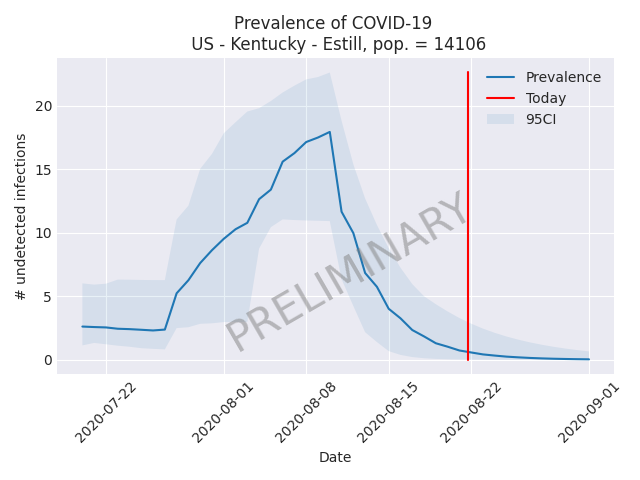 Prevalence of COVID-19
US - Kentucky - Estill, pop. = 14106
Prevalence
Today
95CI
# undetected infections
20
15
10
5
0
PRELIMINARY
2020-07-22
2020-08-01
2020-08-08
2020-08-15
2020-08-22
2020-09-01
Date